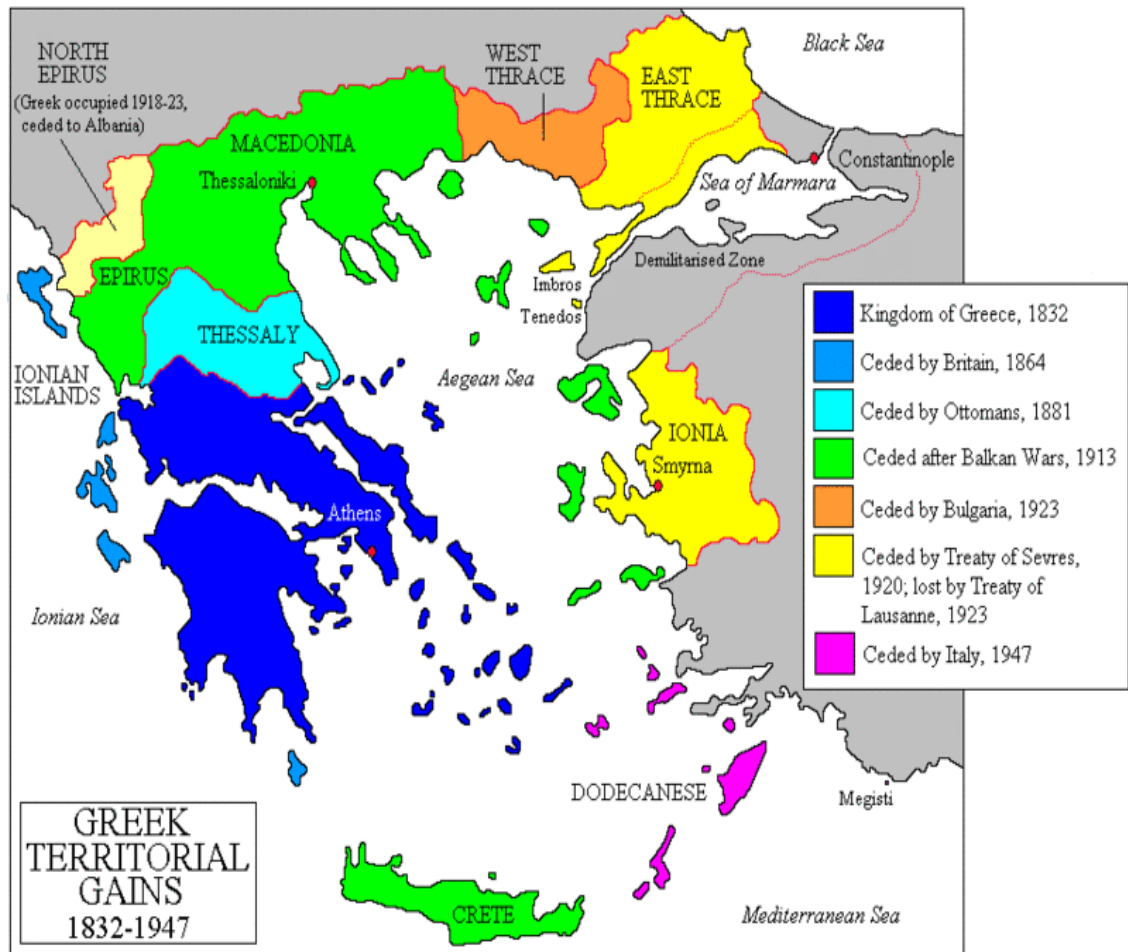 NORTH
EPIRUS
(Greek occupied 1918-23,
ceded to Albania)
WEST
THRACE
EAST
THRACE
Black Sea
MACEDONIA
Thessaloniki
Constantinople
Sea of Marmara
Demilitarised Zone
EPIRUS
Imbros
Tenedos
THESSALY
IONIAN
ISLANDS
Aegean Sea
IONIA
Smyrna
Athens
Ionian Sea
DODECANESE
Megisti
CRETE
Mediterranean Sea
Kingdom of Greece, 1832
Ceded by Britain, 1864
Ceded by Ottomans, 1881
Ceded after Balkan Wars, 1913
Ceded by Bulgaria, 1923
Ceded by Treaty of Sevres,
1920; lost by Treaty of
Lausanne, 1923
Ceded by Italy, 1947
GREEK
TERRITORIAL
GAINS
1832-1947